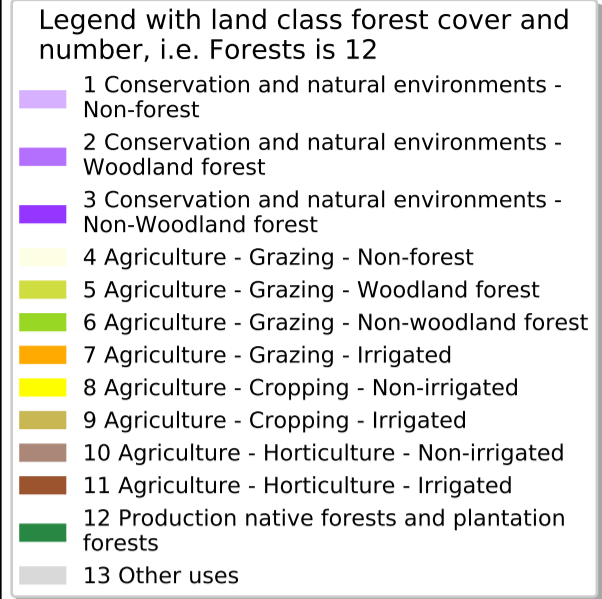 Legend with land class forest cover and
number, i.e. Forests is 12
1 Conservation and natural environments -
Non-forest
2 Conservation and natural environments -
Woodland forest
3 Conservation and natural environments -
Non-Woodland forest
4 Agriculture - Grazing - Non-forest
5 Agriculture - Grazing - Woodland forest
6 Agriculture - Grazing - Non-woodland forest
7 Agriculture - Grazing - Irrigated
8 Agriculture - Cropping - Non-irrigated
9 Agriculture - Cropping - Irrigated
10 Agriculture - Horticulture - Non-irrigated
11 Agriculture - Horticulture - Irrigated
12 Production native forests and plantation
forests
13 Other uses